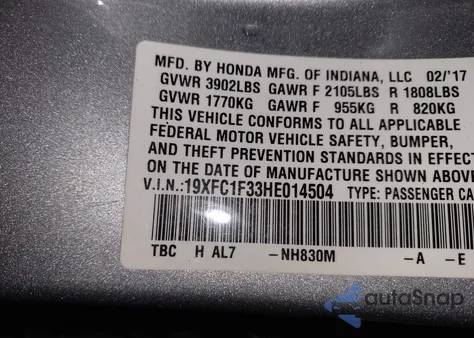 MFD. BY HONDA MFG. OF INDIANA, LLC 02/'17
GVWR 3902LBS GAWR F 2105LBS R 1808LBS
GVWR 1770KG GAWR F 955KG R 820KG
THIS VEHICLE CONFORMS TO ALL APPLICABLE
FEDERAL MOTOR VEHICLE SAFETY, BUMPER,
AND THEFT PREVENTION STANDARDS IN EFFECT
ON THE DATE OF MANUFACTURE SHOWN ABOVE
V.I.N.:19XFC1F33HE014504 TYPE: PASSENGER CA
TBC H AL7 -NH830M -A -E
autoSnap